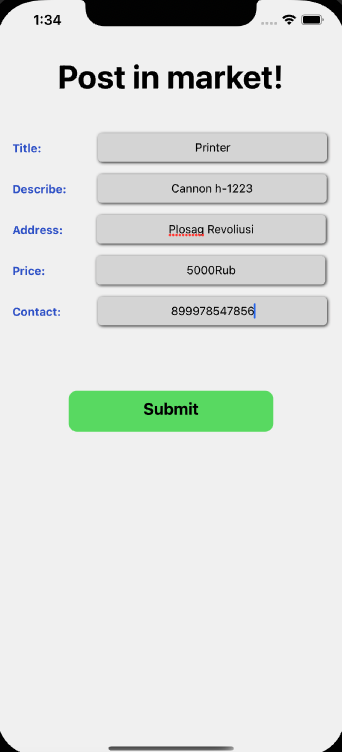 1:34
Post in market!
Title: Printer
Describe: Cannon h-1223
Address: Plosaq Revoliusi
Price: 5000Rub
Contact: 899978547856
Submit